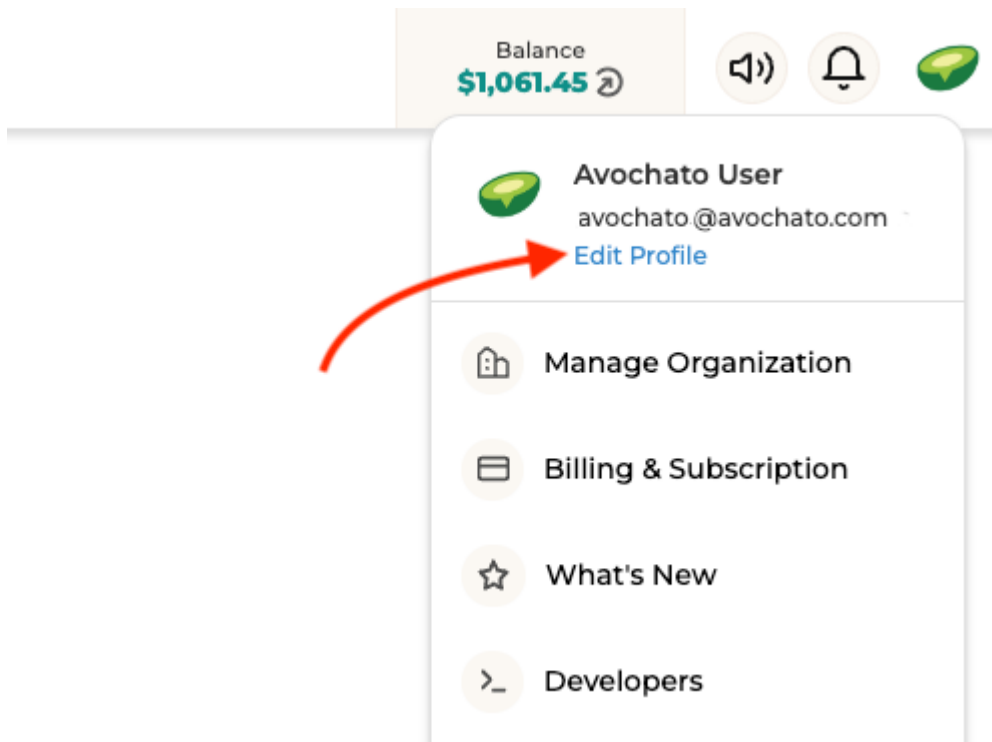 Balance
$1,061.45
Avochato User
avochato@avochato.com
Edit Profile
Manage Organization
Billing & Subscription
What's New
Developers